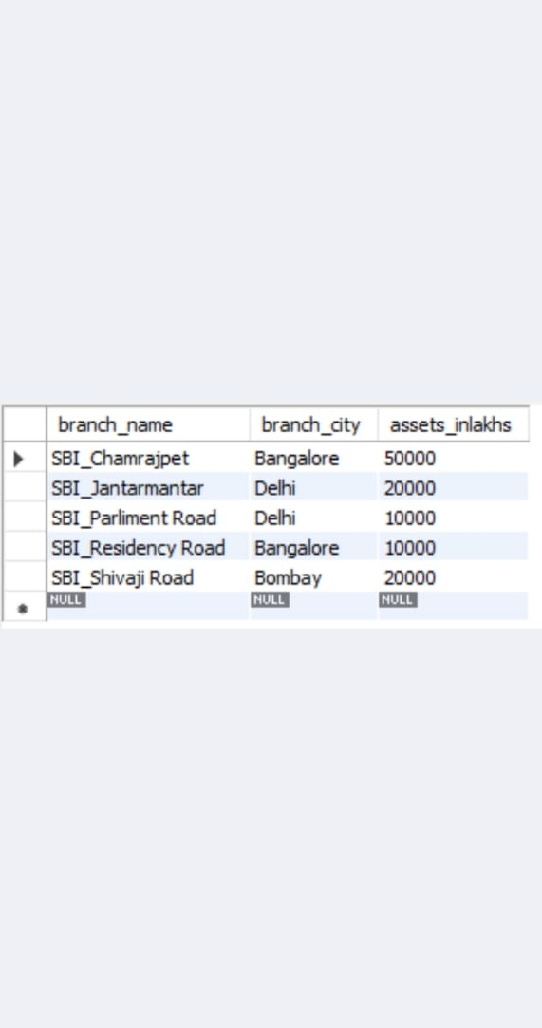 branch_name branch_city assets_inlakhs
SBI_Chamrajpet Bangalore 50000
SBI_Jantarmantar Delhi 20000
SBI_Parliment Road Delhi 10000
SBI_Residency Road Bangalore 10000
SBI_Shivaji Road Bombay 20000
NULL NULL NULL